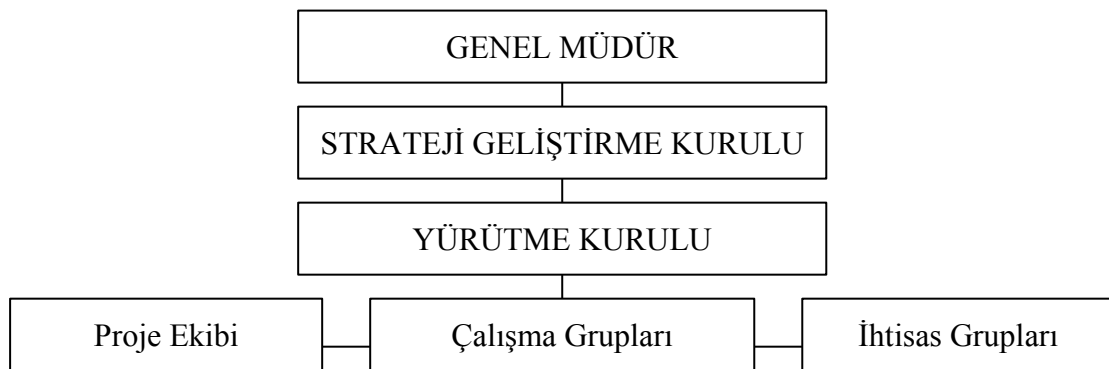 GENEL MÜDÜR
STRATEJİ GELİŞTİRME KURULU
YÜRÜTME KURULU
Proje Ekibi
Çalışma Grupları
İhtisas Grupları